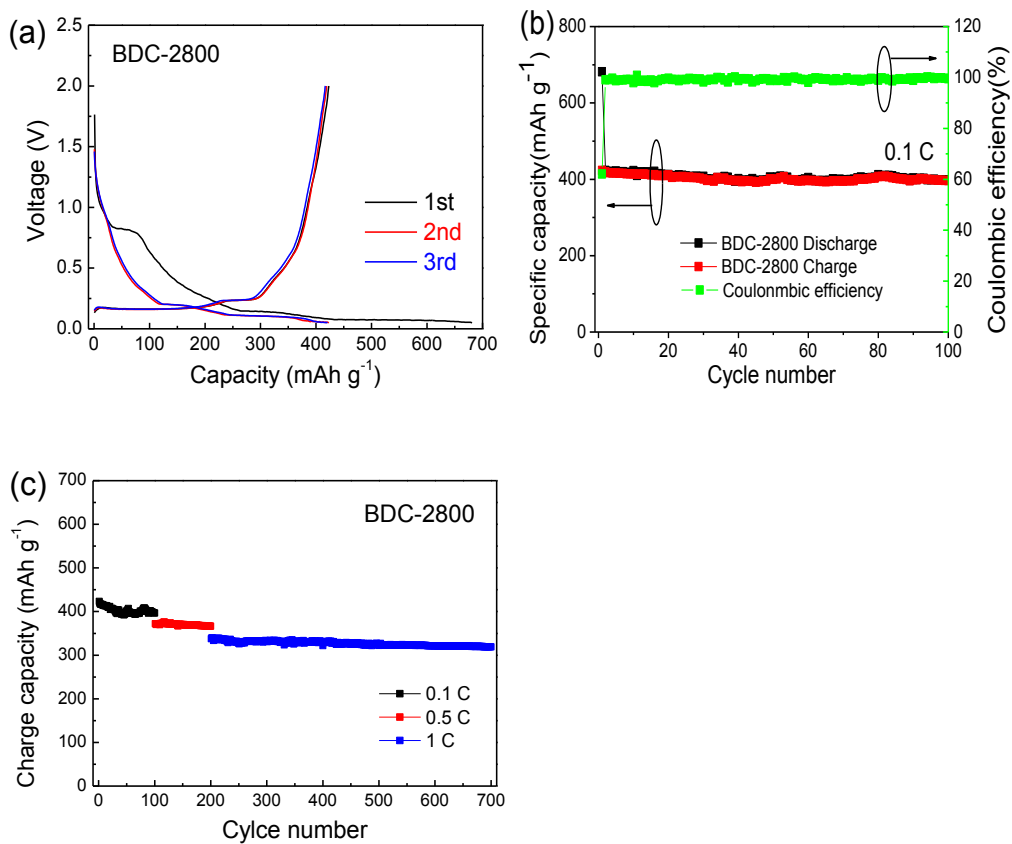 (a)
BDC-2800
2.5
2.0
1.5
1.0
0.5
0.0
Voltage (V)
1st
2nd
3rd
0 100 200 300 400 500 600 700
Capacity (mAh g⁻¹)
(b)
800
600
400
200
0
Specific capacity(mAh g⁻¹)
120
100
80
60
40
20
0
Coulombic efficiency(%)
0.1 C
BDC-2800 Discharge
BDC-2800 Charge
Coulonmbic efficiency
0 20 40 60 80 100
Cycle number
(c)
BDC-2800
700
600
500
400
300
200
100
0
Charge capacity (mAh g⁻¹)
0.1 C
0.5 C
1 C
0 100 200 300 400 500 600 700
Cylce number